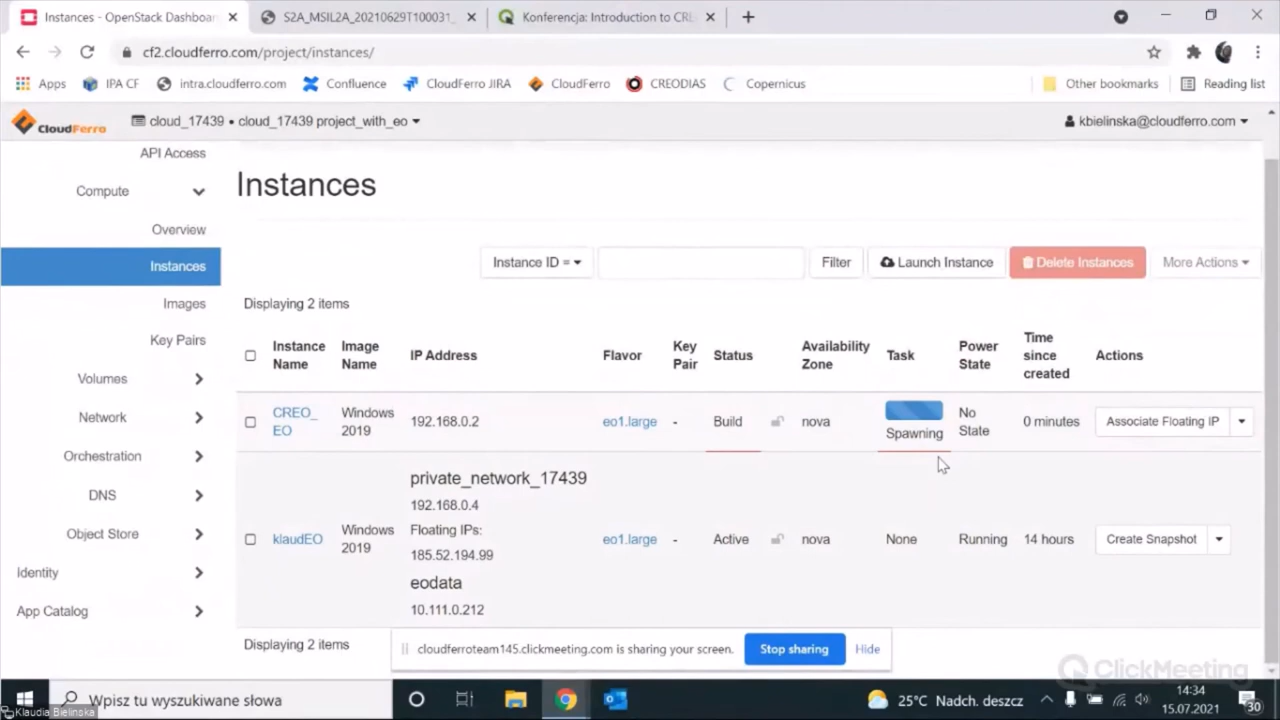 Instances - OpenStack Dashboar
S2A_MSIL2A_20210629T100031_
Konferencja: Introduction to CRE
cf2.cloudferro.com/project/instances/
Apps
IPA CF
intra.cloudferro.com
Confluence
CloudFerro JIRA
CloudFerro
CREODIAS
Copernicus
Other bookmarks
Reading list
CloudFerro
cloud_17439 • cloud_17439 project_with_eo
kbielinska@cloudferro.com
API Access
Compute
Overview
Instances
Images
Key Pairs
Volumes
Network
Orchestration
DNS
Object Store
Identity
App Catalog
Instances
Instance ID =
Filter
Launch Instance
Delete Instances
More Actions
Displaying 2 items
Instance Name
Image Name
IP Address
Flavor
Key Pair
Status
Availability Zone
Task
Power State
Time since created
Actions
CREO_
EO
Windows
2019
192.168.0.2
eo1.large
-
Build
nova
Spawning
No
State
0 minutes
Associate Floating IP
klaudEO
Windows
2019
private_network_17439
192.168.0.4
Floating IPs:
185.52.194.99
eodata
10.111.0.212
eo1.large
-
Active
nova
None
Running
14 hours
Create Snapshot
Displaying 2 items
cloudferroteam145.clickmeeting.com is sharing your screen.
Stop sharing
Hide
ClickMeeting
Wpisz tu wyszukiwane słowa
25°C Nadch. deszcz
14:34
15.07.2021
30
Klaudia Bielinska